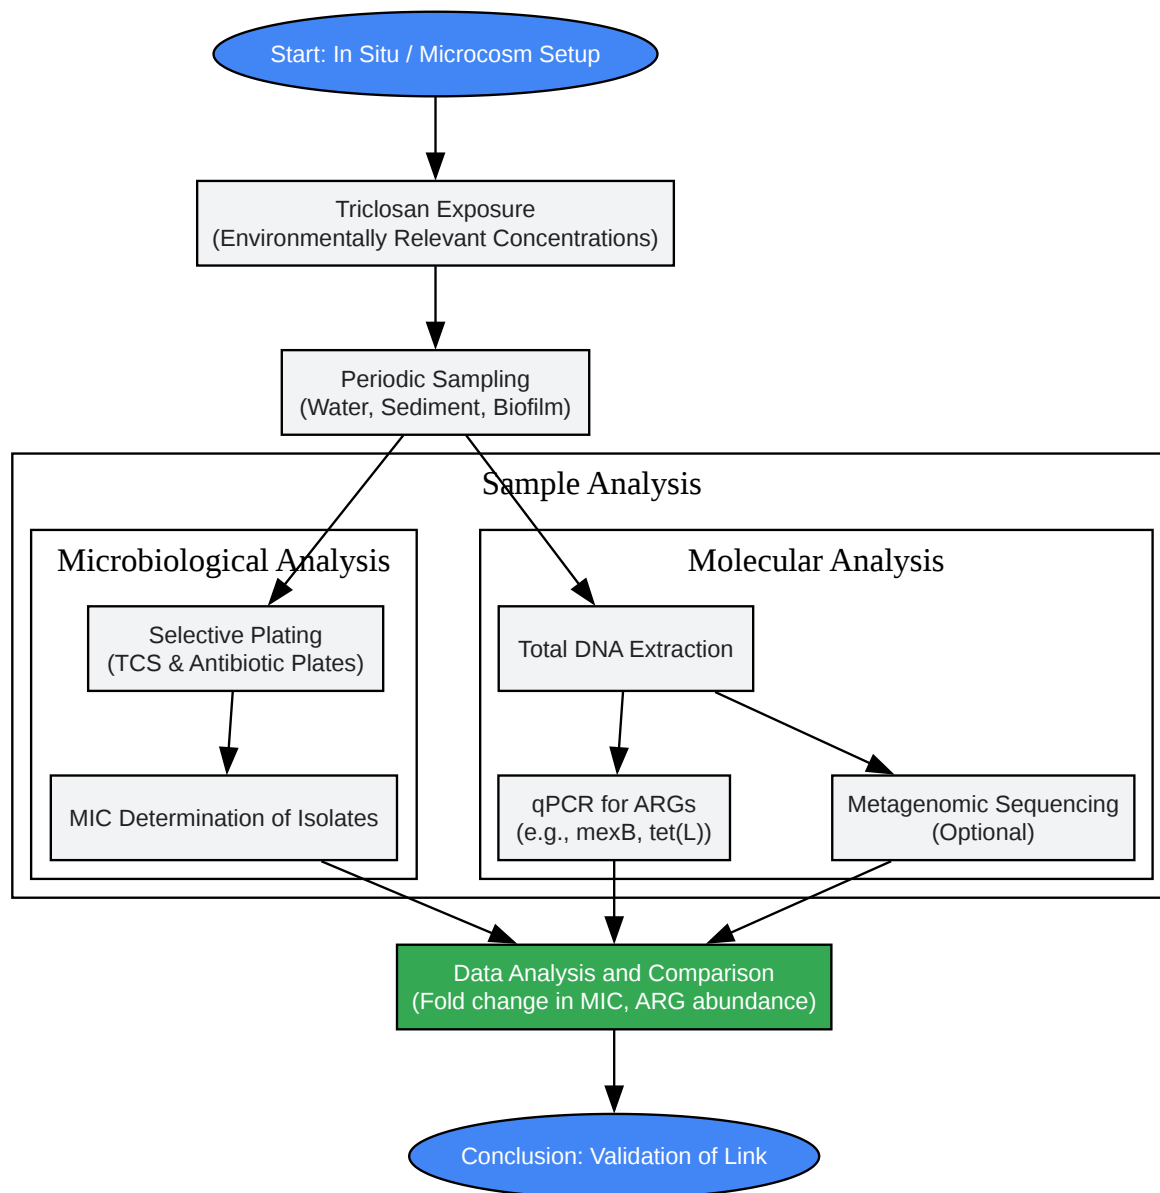 Start: In Situ / Microcosm Setup
Triclosan Exposure
(Environmentally Relevant Concentrations)
Periodic Sampling
(Water, Sediment, Biofilm)
Sample Analysis
Microbiological Analysis
Selective Plating
(TCS & Antibiotic Plates)
MIC Determination of Isolates
Molecular Analysis
Total DNA Extraction
qPCR for ARGs
(e.g., mexB, tet(L))
Metagenomic Sequencing
(Optional)
Data Analysis and Comparison
(Fold change in MIC, ARG abundance)
Conclusion: Validation of Link